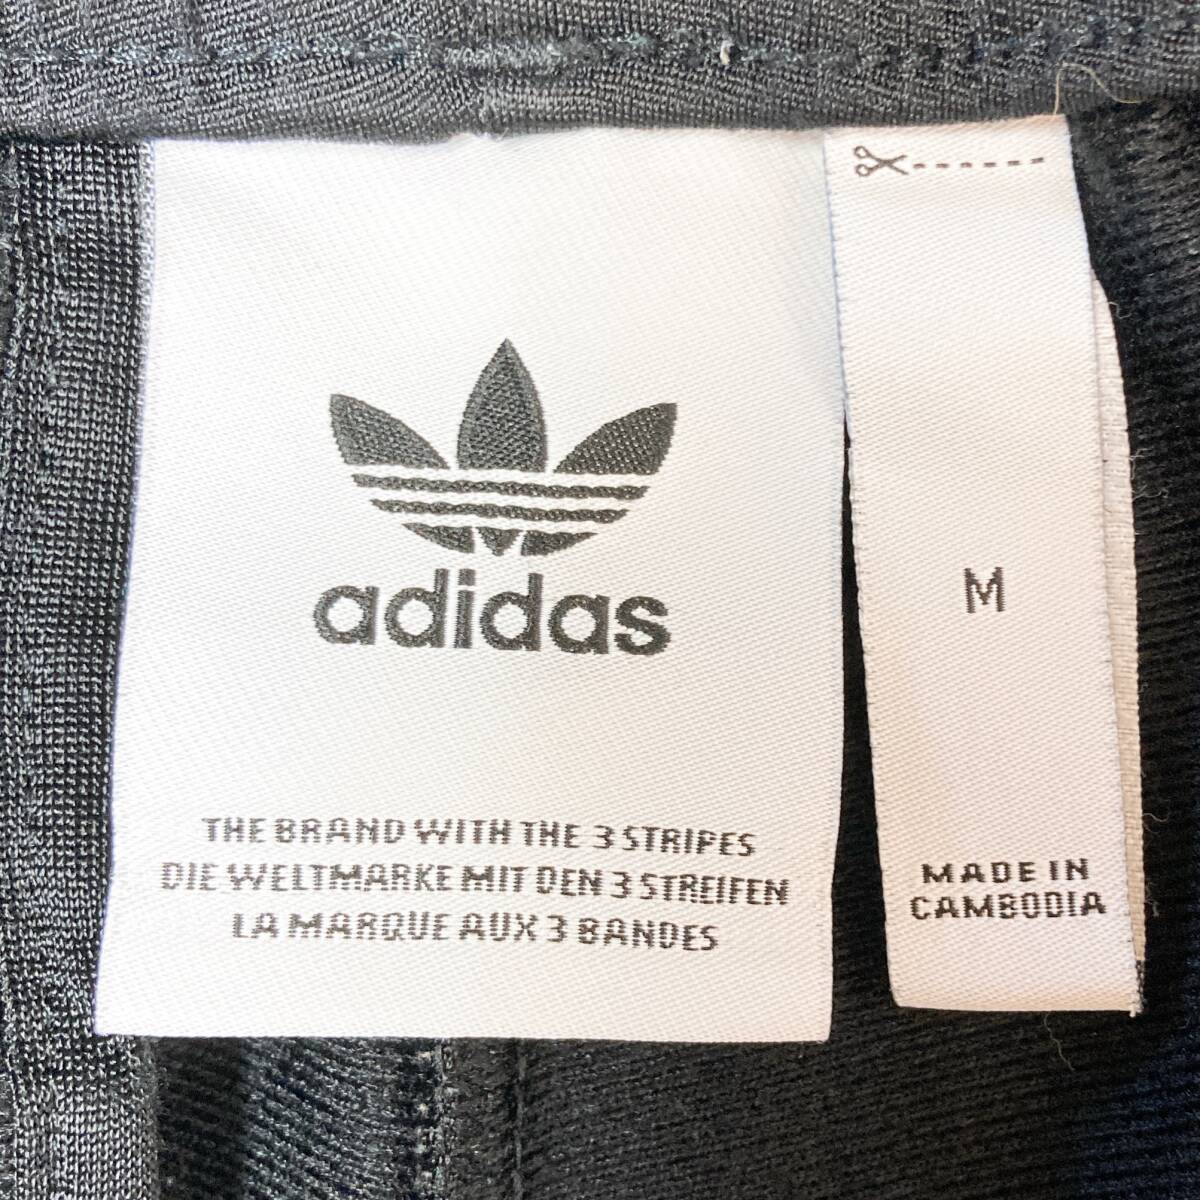 adidas
THE BRAND WITH THE 3 STRIPES
DIE WELTMARKE MIT DEN 3 STREIFEN
LA MARQUE AUX 3 BANDES
M
MADE IN
CAMBODIA